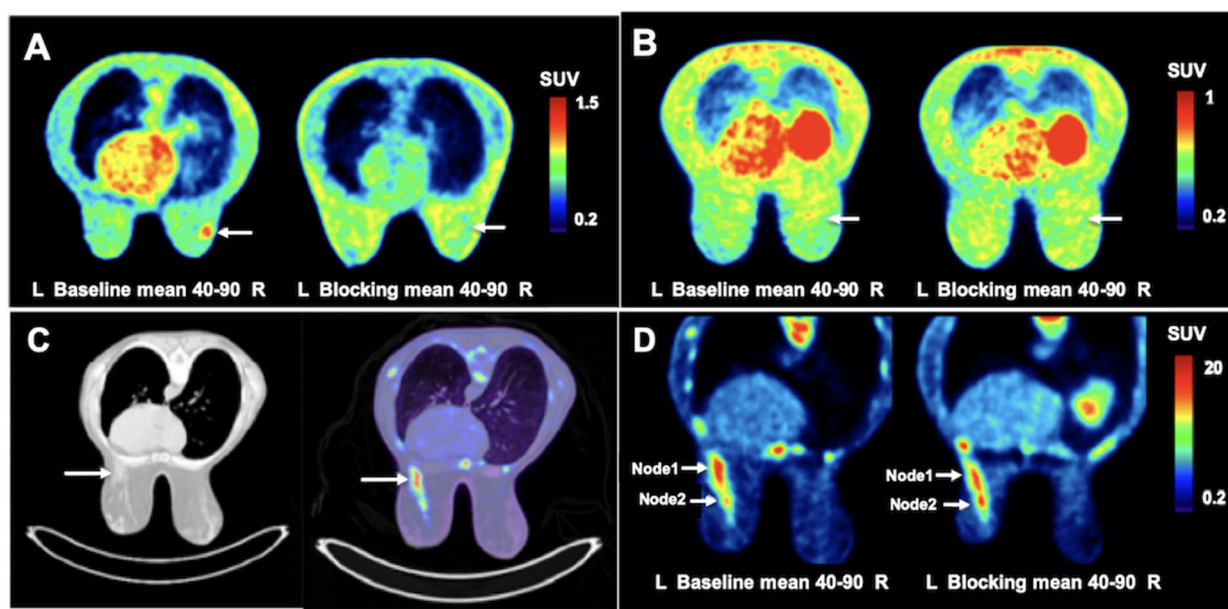 A
SUV
1.5
0.2
L Baseline mean 40-90 R
L Blocking mean 40-90 R
B
SUV
1
0.2
L Baseline mean 40-90 R
L Blocking mean 40-90 R
C
D
SUV
20
0.2
Node1
Node2
Node1
Node2
L Baseline mean 40-90 R
L Blocking mean 40-90 R